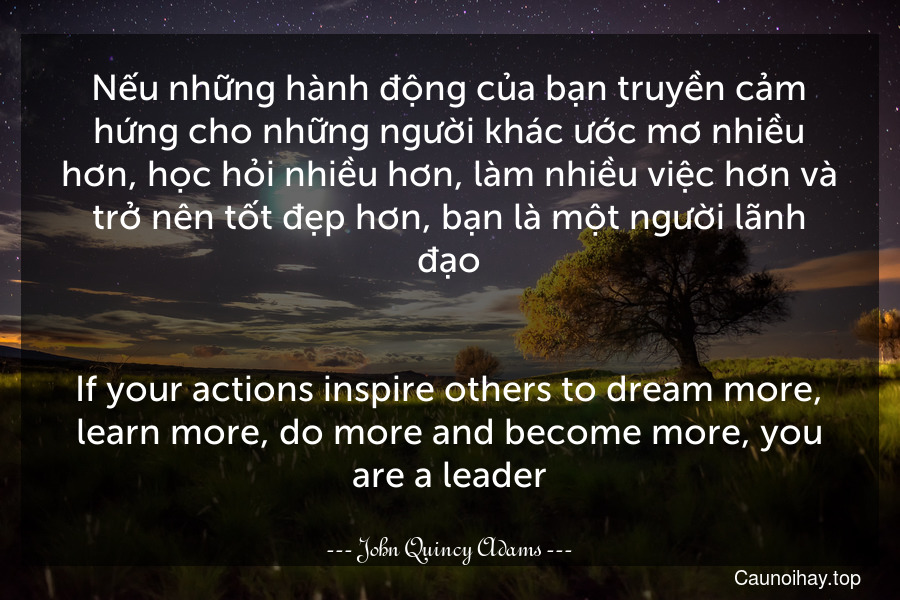 Nếu những hành động của bạn truyền cảm
hứng cho những người khác ước mơ nhiều
hơn, học hỏi nhiều hơn, làm nhiều việc hơn và
trở nên tốt đẹp hơn, bạn là một người lãnh
đạo
If your actions inspire others to dream more,
learn more, do more and become more, you
are a leader
--- John Quincy Adams ---
Caunoihay.top